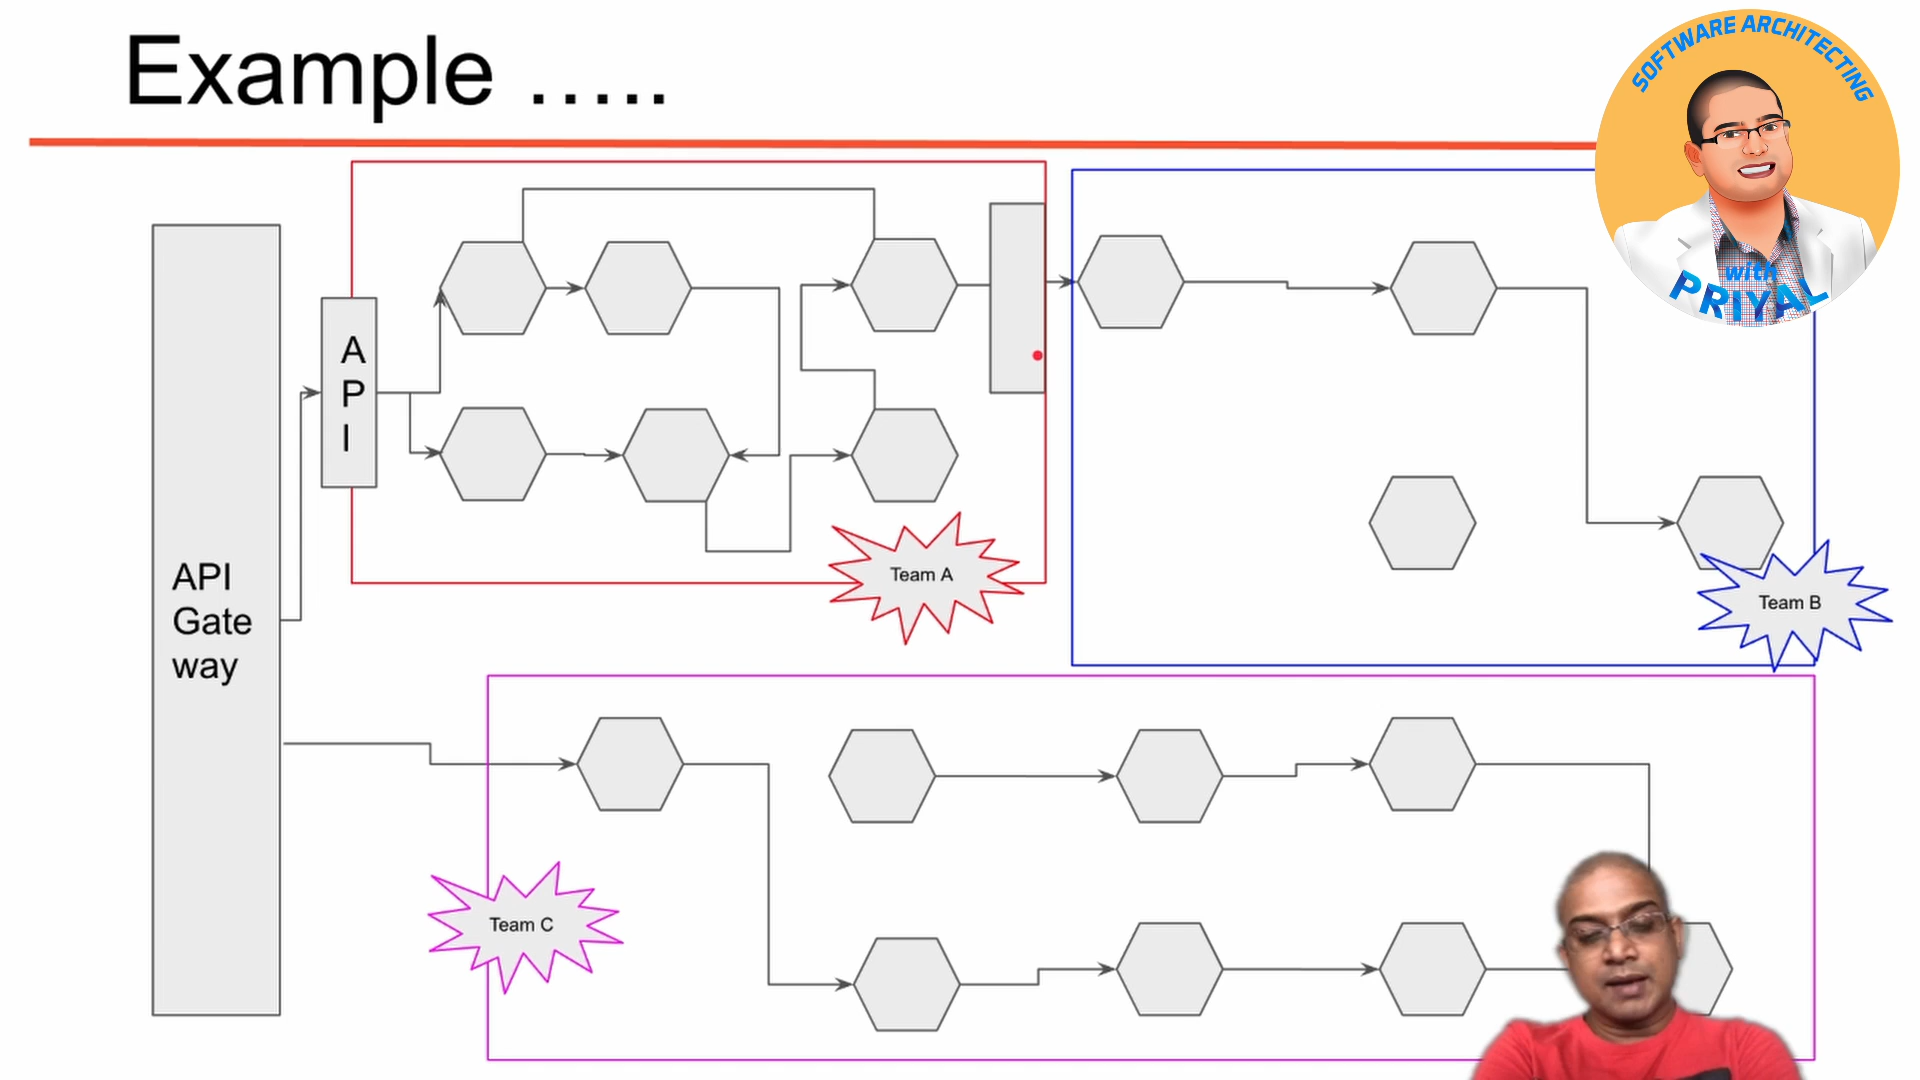 Example …..
SOFTWARE ARCHITECTING
with
PRIYAL
A
P
I
API
Gate
way
Team A
Team B
Team C